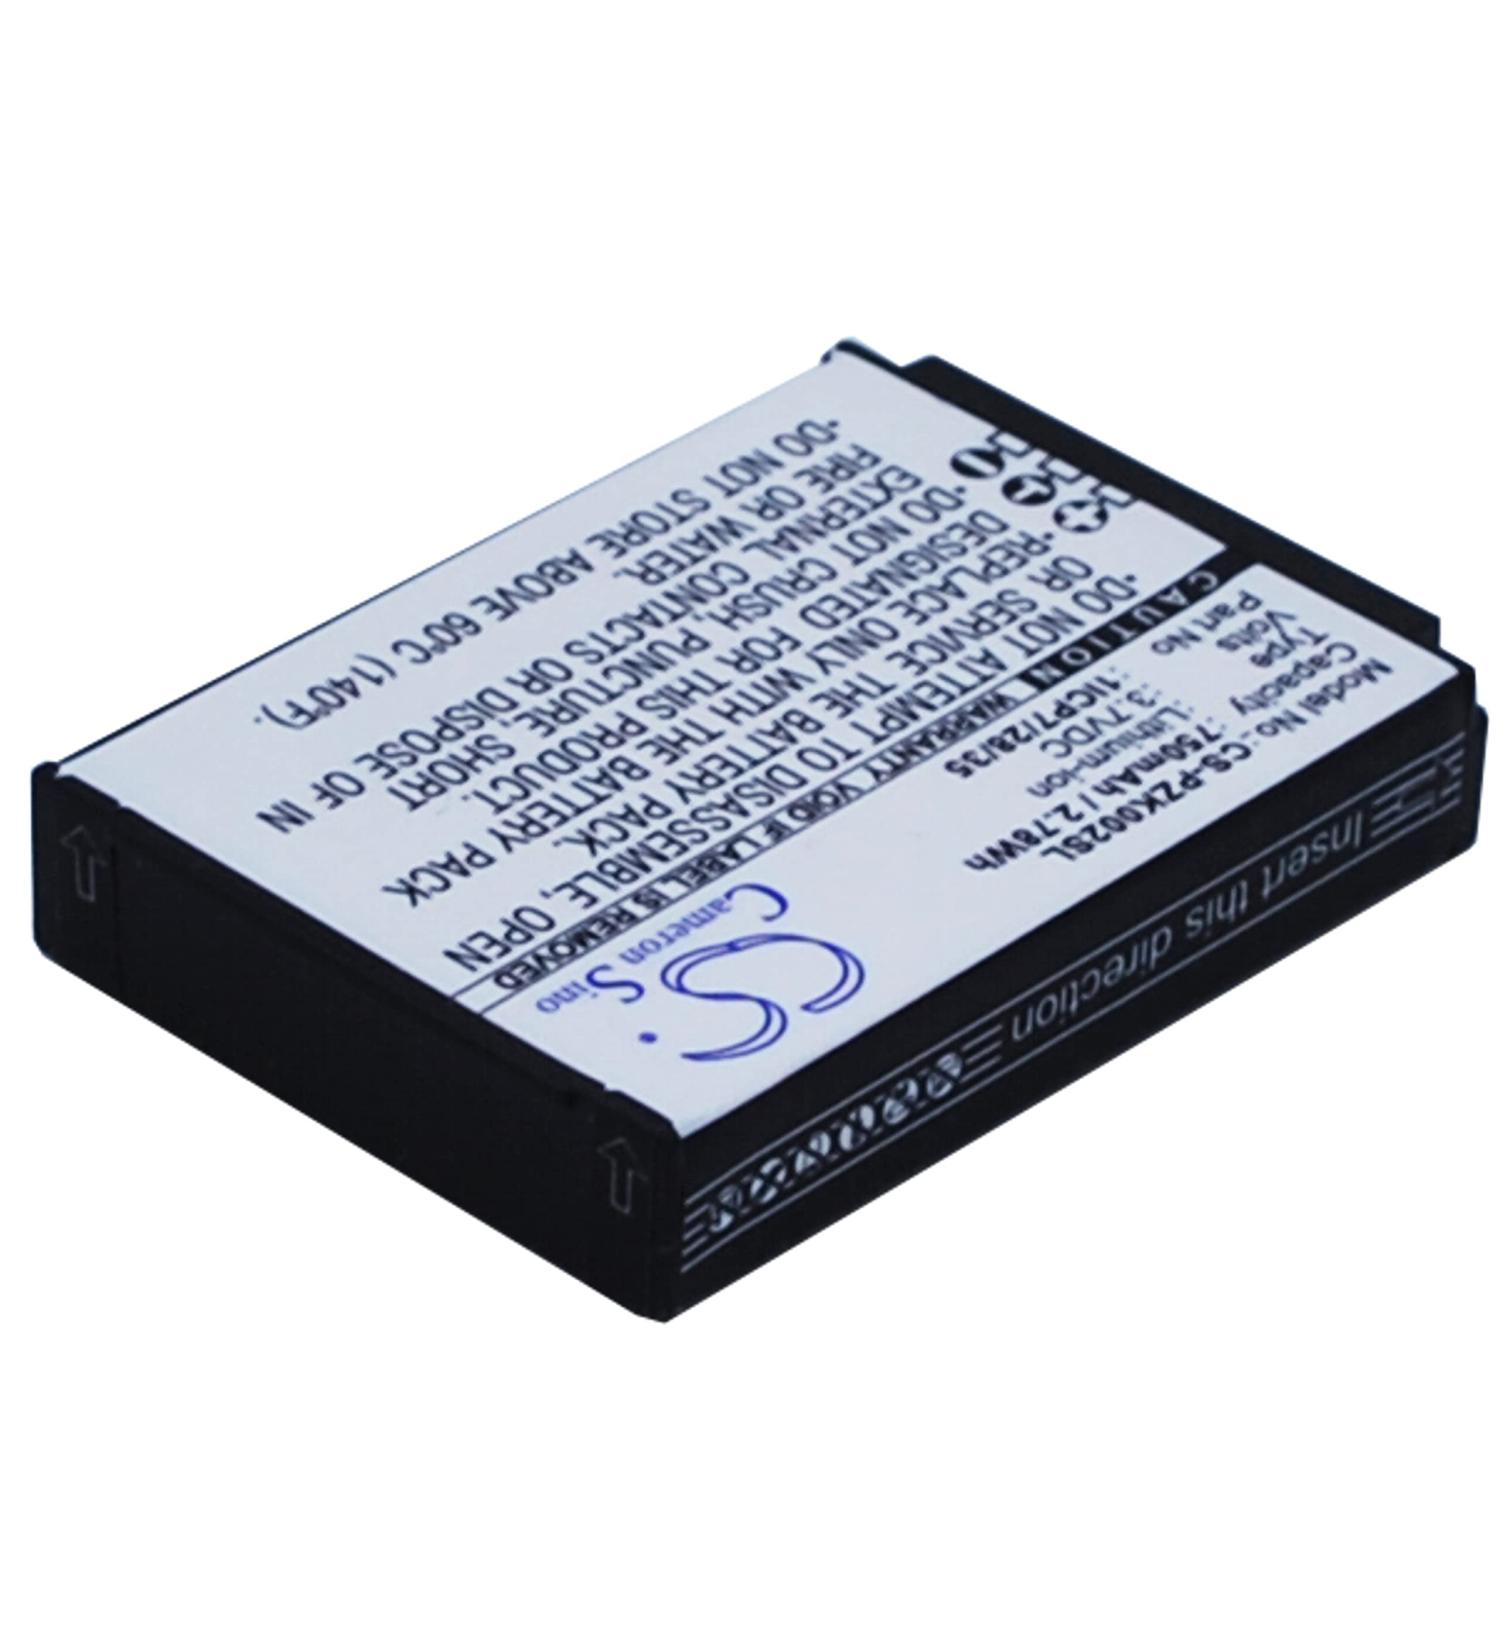 Cameron Sino
CS
Model No. : CS-PZK002SL
Capacity : 750mAh / 2.78Wh
Type : Lithium-ion
Volts : 3.7VDC
Part No : 1ICP7/28/35
CAUTION WARRANTY VOID IF LABEL IS REMOVED
*DO NOT ATTEMPT TO DISASSEMBLE, OPEN
OR SERVICE THE BATTERY PACK.
*REPLACE ONLY WITH THE BATTERY PACK
DESIGNATED FOR THIS PRODUCT.
*DO NOT CRUSH, PUNCTURE, SHORT
EXTERNAL CONTACTS OR DISPOSE OF IN
FIRE OR WATER.
*DO NOT STORE ABOVE 60℃ (140℉).
+ T -
Insert this direction